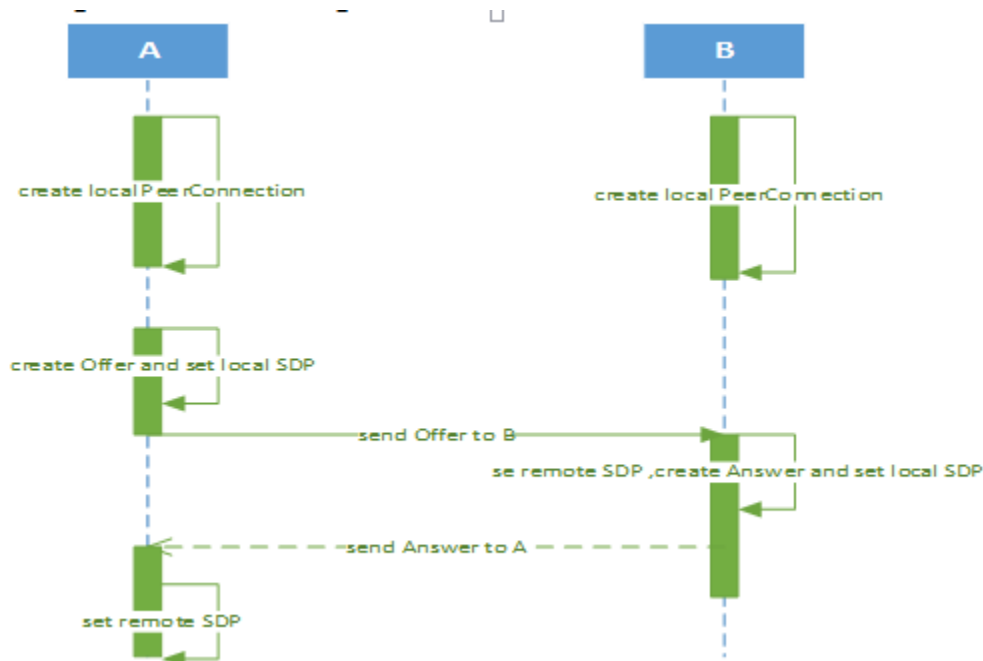 A
B
create local PeerConnection
create local PeerConnection
create Offer and set local SDP
send Offer to B
se remote SDP ,create Answer and set local SDP
send Answer to A
set remote SDP